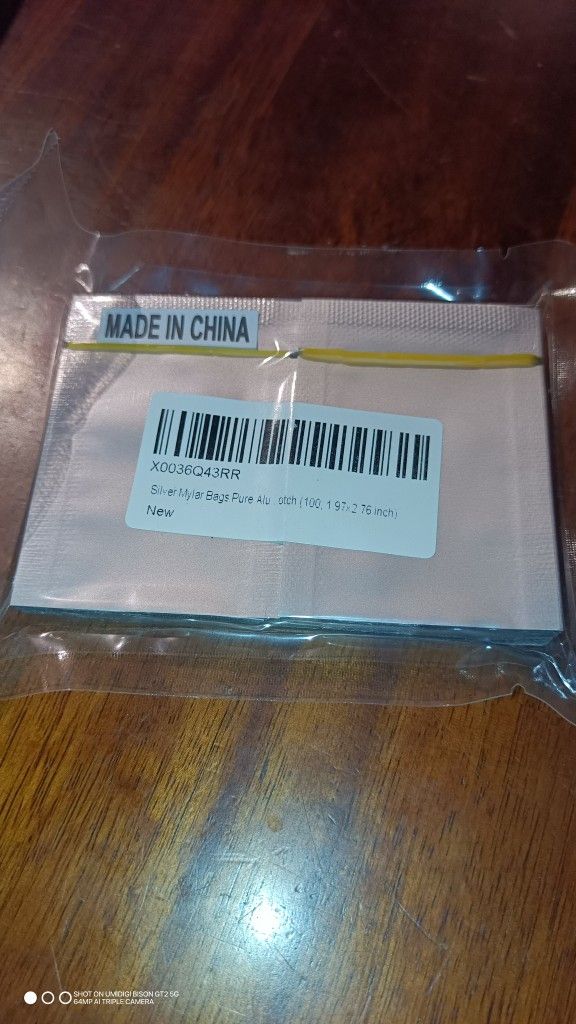 MADE IN CHINA
X0036Q43RR
Silver Mylar Bags Pure Alu otch (100, 1.97x2.76 inch)
New
SHOT ON UMIDIGI BISON GT2 5G
64MP AI TRIPLE CAMERA